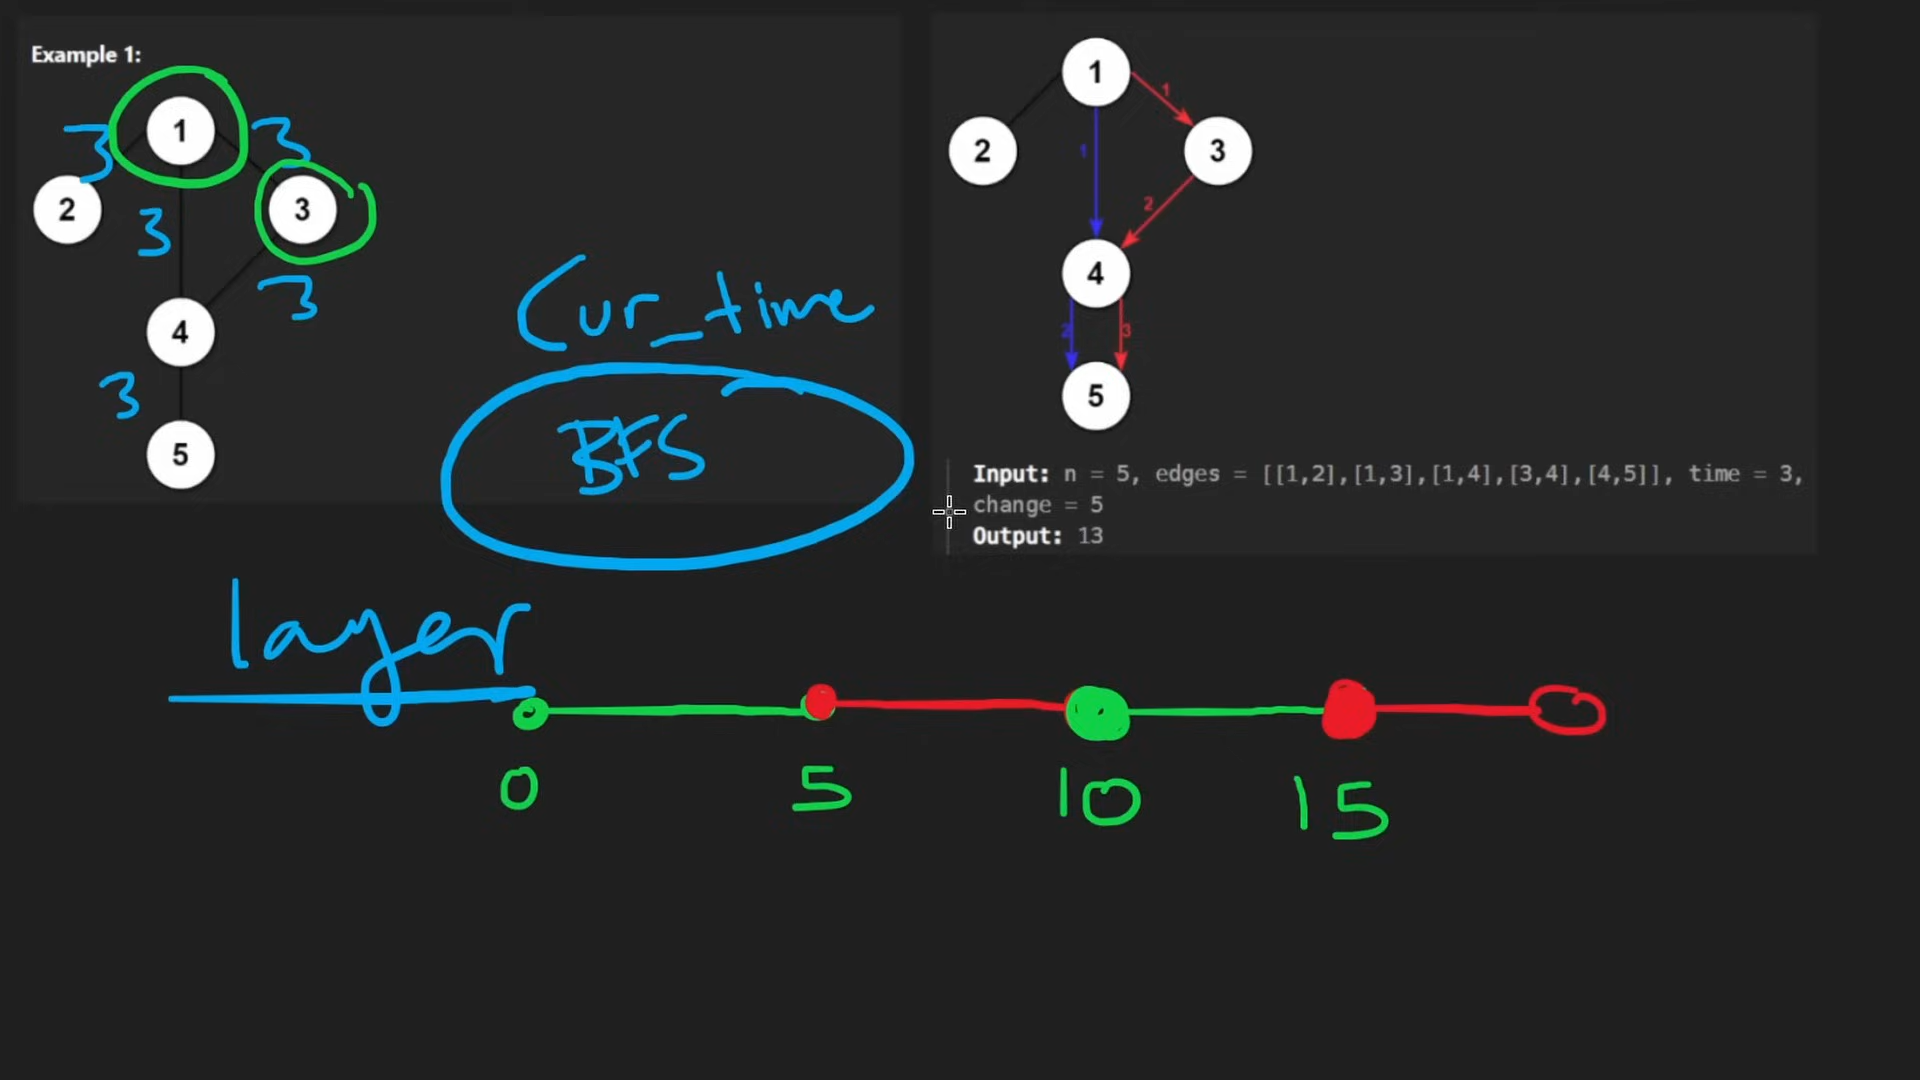 Example 1:
1
3
3
2
3
3
3
4
3
5
Cur_time
BFS
1
1
2
1
3
2
4
2
3
5
Input: n = 5, edges = [[1,2],[1,3],[1,4],[3,4],[4,5]], time = 3,
change = 5
Output: 13
layer
0 5 10 15